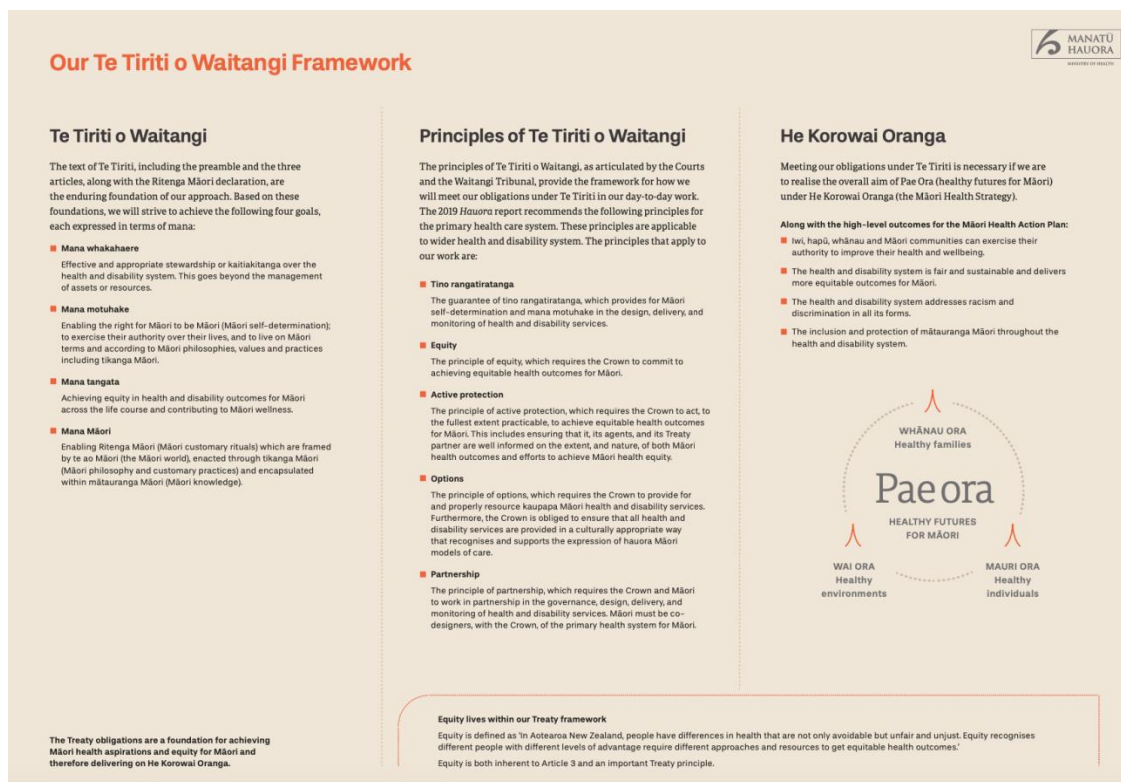 Our Te Tiriti o Waitangi Framework
MANATŪ
HAUORA
MINISTRY OF HEALTH
Te Tiriti o Waitangi
The text of Te Tiriti, including the preamble and the three
articles, along with the Ritenga Māori declaration, are
the enduring foundation of our approach. Based on these
foundations, we will strive to achieve the following four goals,
each expressed in terms of mana:
Mana whakahaere
Effective and appropriate stewardship or kaitiakitanga over the
health and disability system. This goes beyond the management
of assets or resources.
Mana motuhake
Enabling the right for Māori to be Māori (Māori self-determination);
to exercise their authority over their lives, and to live on Māori
terms and according to Māori philosophies, values and practices
including tikanga Māori.
Mana tangata
Achieving equity in health and disability outcomes for Māori
across the life course and contributing to Māori wellness.
Mana Māori
Enabling Ritenga Māori (Māori customary rituals) which are framed
by te ao Māori (the Māori world), enacted through tikanga Māori
(Māori philosophy and customary practices) and encapsulated
within mātauranga Māori (Māori knowledge).
The Treaty obligations are a foundation for achieving
Māori health aspirations and equity for Māori and
therefore delivering on He Korowai Oranga.
Principles of Te Tiriti o Waitangi
The principles of Te Tiriti o Waitangi, as articulated by the Courts
and the Waitangi Tribunal, provide the framework for how we
will meet our obligations under Te Tiriti in our day-to-day work.
The 2019 Hauora report recommends the following principles for
the primary health care system. These principles are applicable
to wider health and disability system. The principles that apply to
our work are:
Tino rangatiratanga
The guarantee of tino rangatiratanga, which provides for Māori
self-determination and mana motuhake in the design, delivery, and
monitoring of health and disability services.
Equity
The principle of equity, which requires the Crown to commit to
achieving equitable health outcomes for Māori.
Active protection
The principle of active protection, which requires the Crown to act, to
the fullest extent practicable, to achieve equitable health outcomes
for Māori. This includes ensuring that it, its agents, and its Treaty
partner are well informed on the extent, and nature, of both Māori
health outcomes and efforts to achieve Māori health equity.
Options
The principle of options, which requires the Crown to provide for
and properly resource kaupapa Māori health and disability services.
Furthermore, the Crown is obliged to ensure that all health and
disability services are provided in a culturally appropriate way
that recognises and supports the expression of hauora Māori
models of care.
Partnership
The principle of partnership, which requires the Crown and Māori
to work in partnership in the governance, design, delivery, and
monitoring of health and disability services. Māori must be co-
designers, with the Crown, of the primary health system for Māori.
He Korowai Oranga
Meeting our obligations under Te Tiriti is necessary if we are
to realise the overall aim of Pae Ora (healthy futures for Māori)
under He Korowai Oranga (the Māori Health Strategy).
Along with the high-level outcomes for the Māori Health Action Plan:
Iwi, hapū, whānau and Māori communities can exercise their
authority to improve their health and wellbeing.
The health and disability system is fair and sustainable and delivers
more equitable outcomes for Māori.
The health and disability system addresses racism and
discrimination in all its forms.
The inclusion and protection of mātauranga Māori throughout the
health and disability system.
WHĀNAU ORA
Healthy families
Pae ora
HEALTHY FUTURES
FOR MĀORI
WAI ORA
Healthy
environments
MAURI ORA
Healthy
individuals
Equity lives within our Treaty framework
Equity is defined as 'In Aotearoa New Zealand, people have differences in health that are not only avoidable but unfair and unjust. Equity recognises
different people with different levels of advantage require different approaches and resources to get equitable health outcomes.'
Equity is both inherent to Article 3 and an important Treaty principle.